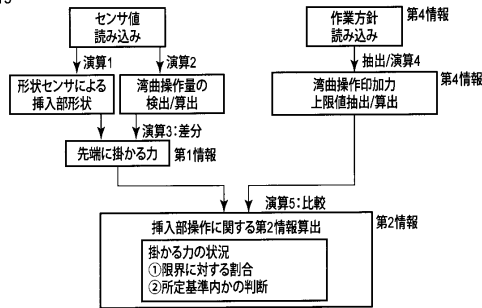 センサ値
読み込み
作業方針
読み込み
第4情報
演算1
演算2
抽出/演算4
形状センサによる
挿入部形状
湾曲操作量の
検出/算出
湾曲操作印加力
上限値抽出/算出
第4情報
演算3:差分
先端に掛かる力
第1情報
演算5:比較
挿入部操作に関する第2情報算出
第2情報
掛かる力の状況
①限界に対する割合
②所定基準内かの判断